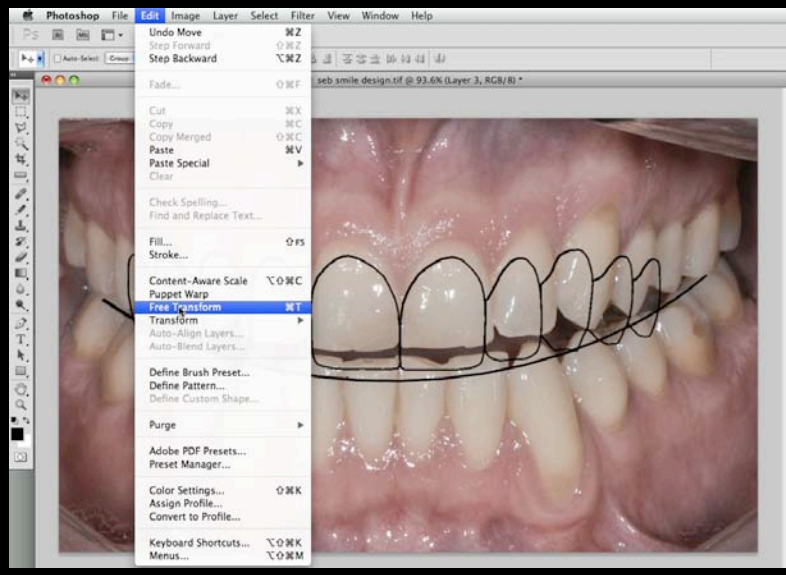 Photoshop File Edit Image Layer Select Filter View Window Help
Ps Br Mb
Auto-Select: Group
seb smile design.tif @ 93.6% (Layer 3, RGB/8) *
Undo Move ⌘Z
Step Forward ⇧⌘Z
Step Backward ⌥⌘Z
Fade... ⇧⌘F
Cut ⌘X
Copy ⌘C
Copy Merged ⇧⌘C
Paste ⌘V
Paste Special
Clear
Check Spelling...
Find and Replace Text...
Fill... ⇧F5
Stroke...
Content-Aware Scale ⌥⇧⌘C
Puppet Warp
Free Transform ⌘T
Transform
Auto-Align Layers...
Auto-Blend Layers...
Define Brush Preset...
Define Pattern...
Define Custom Shape...
Purge
Adobe PDF Presets...
Preset Manager...
Color Settings... ⇧⌘K
Assign Profile...
Convert to Profile...
Keyboard Shortcuts... ⌥⇧⌘K
Menus... ⌥⇧⌘M